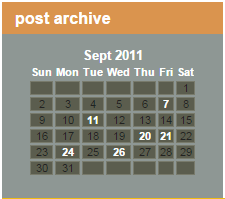 post archive
Sept 2011
Sun Mon Tue Wed Thu Fri Sat
1
2 3 4 5 6 7 8
9 10 11 12 13 14 15
16 17 18 19 20 21 22
23 24 25 26 27 28 29
30 31